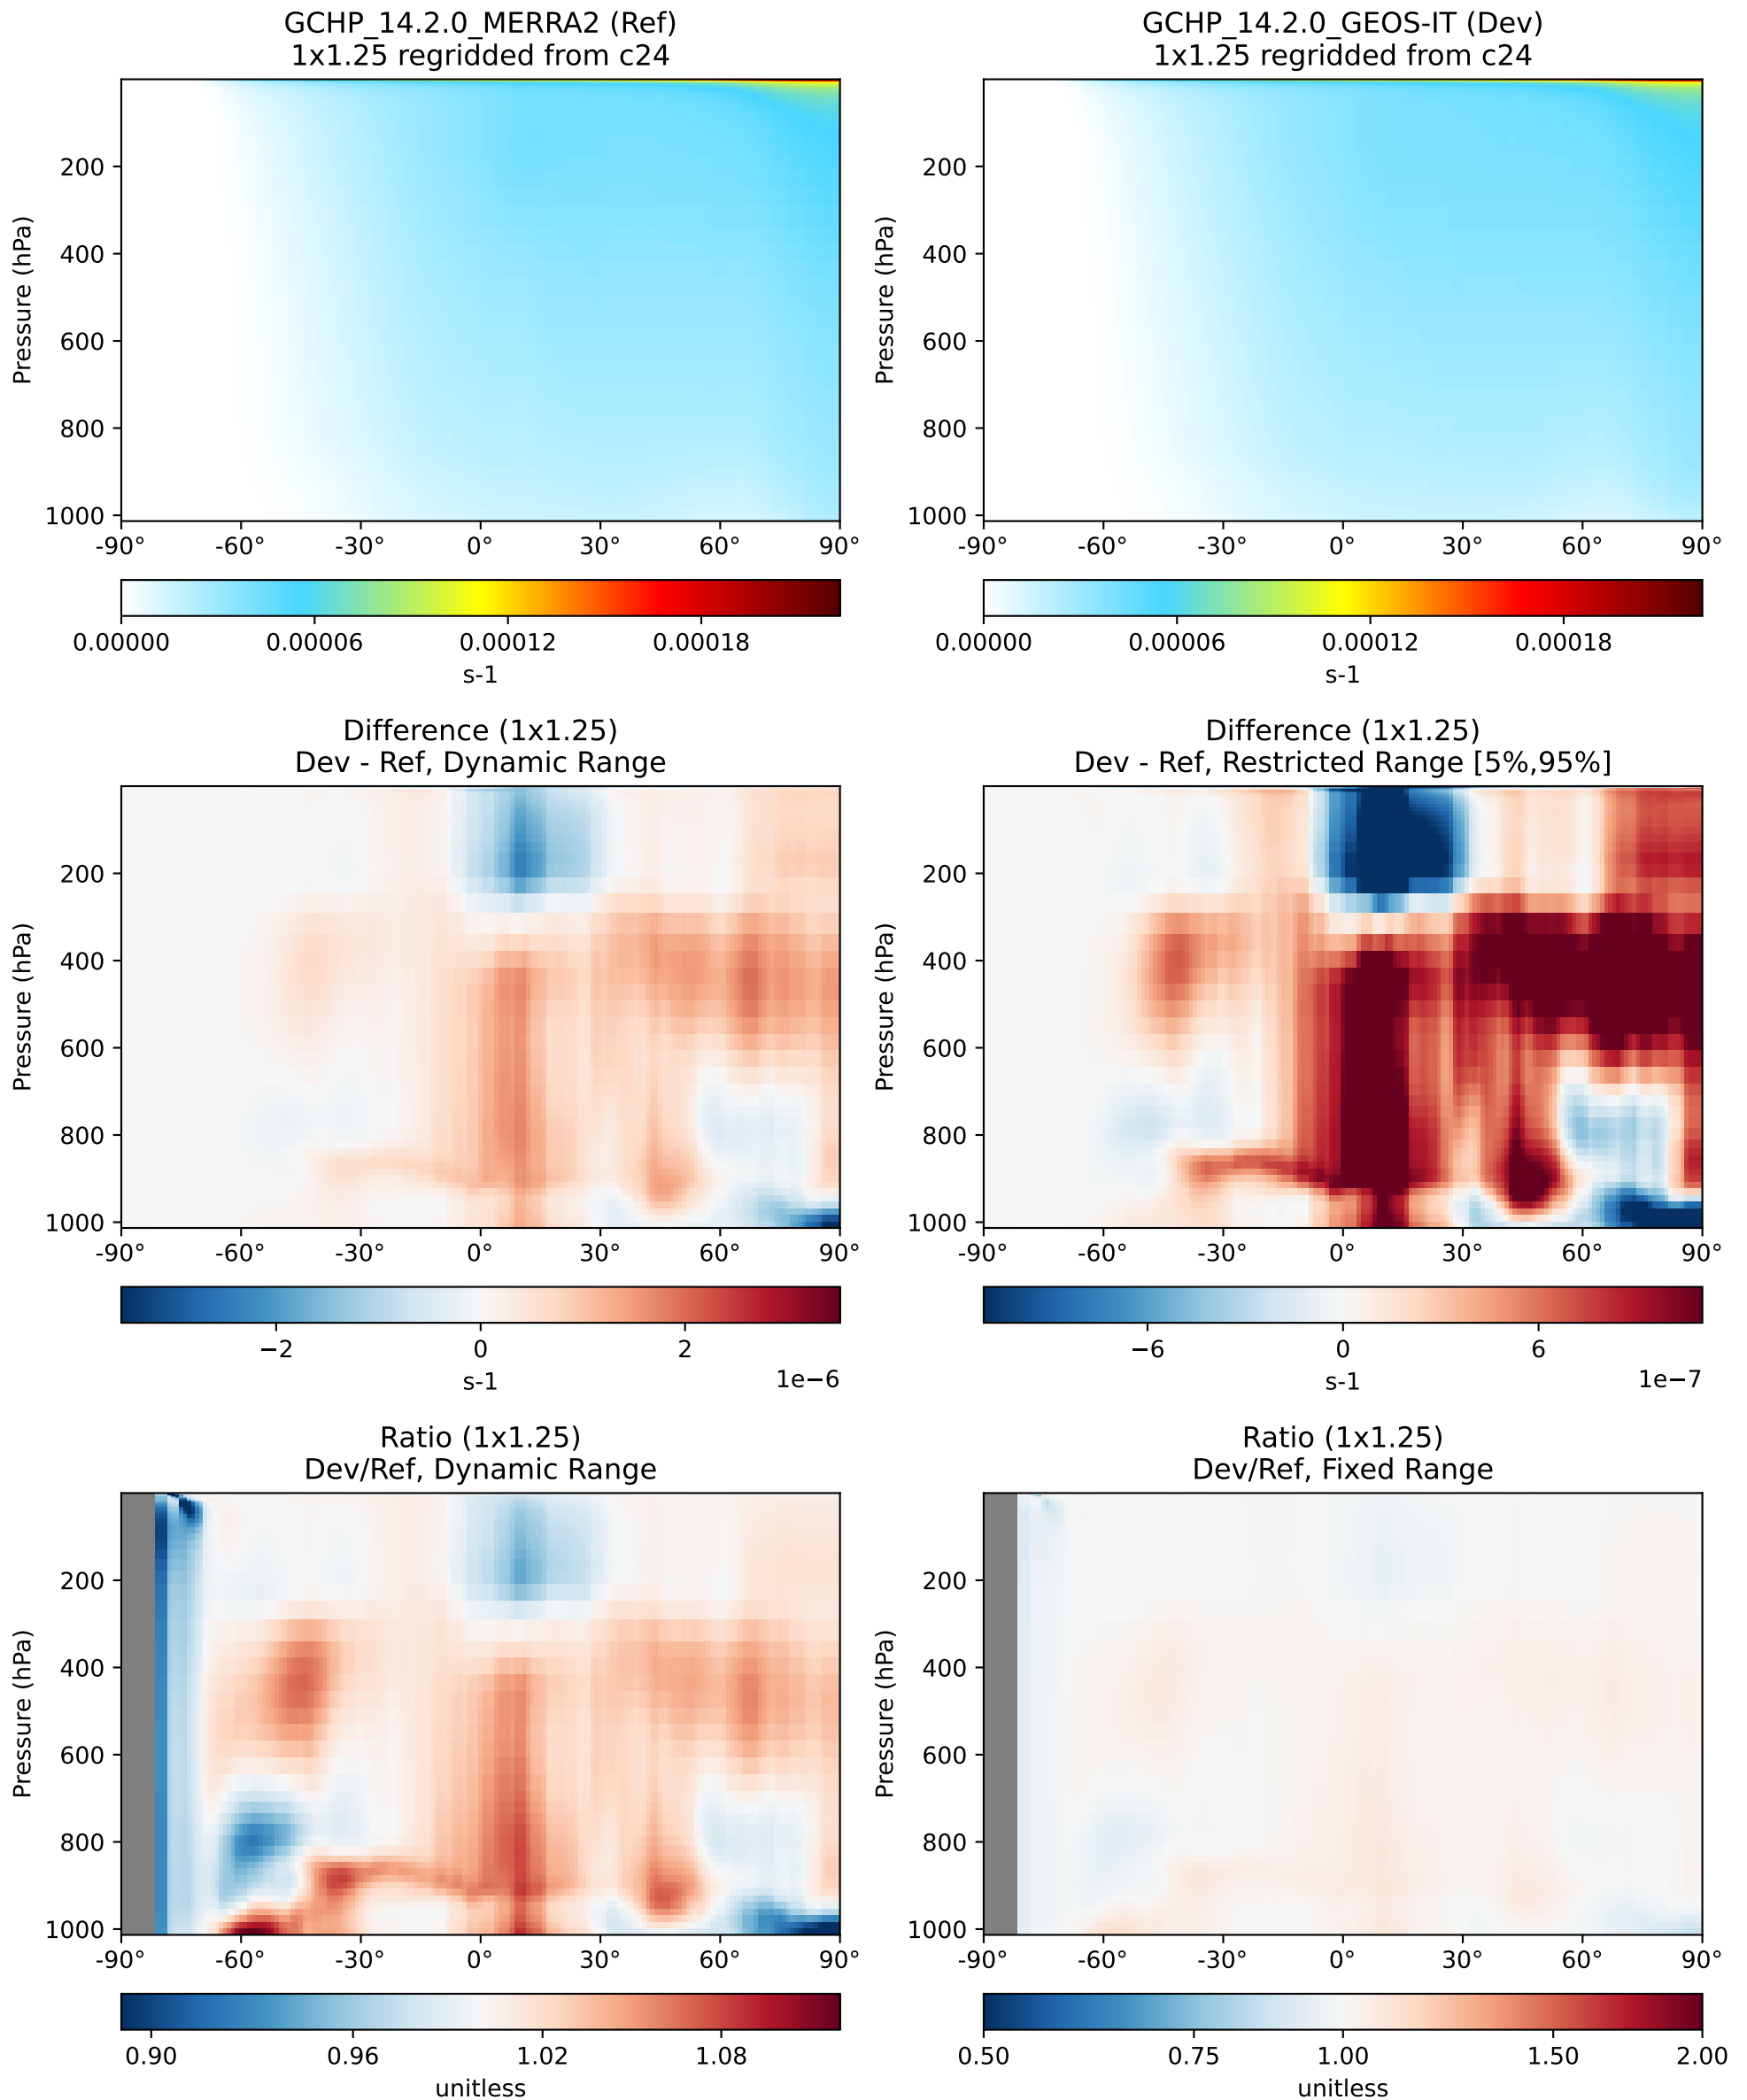 GCHP_14.2.0_MERRA2 (Ref)
1x1.25 regridded from c24
Pressure (hPa)
200
400
600
800
1000
-90° -60° -30° 0° 30° 60° 90°
0.00000 0.00006 0.00012 0.00018
s-1
GCHP_14.2.0_GEOS-IT (Dev)
1x1.25 regridded from c24
Pressure (hPa)
200
400
600
800
1000
-90° -60° -30° 0° 30° 60° 90°
0.00000 0.00006 0.00012 0.00018
s-1
Difference (1x1.25)
Dev - Ref, Dynamic Range
Pressure (hPa)
200
400
600
800
1000
-90° -60° -30° 0° 30° 60° 90°
−2 0 2
s-1 1e−6
Difference (1x1.25)
Dev - Ref, Restricted Range [5%,95%]
Pressure (hPa)
200
400
600
800
1000
-90° -60° -30° 0° 30° 60° 90°
−6 0 6
s-1 1e−7
Ratio (1x1.25)
Dev/Ref, Dynamic Range
Pressure (hPa)
200
400
600
800
1000
-90° -60° -30° 0° 30° 60° 90°
0.90 0.96 1.02 1.08
unitless
Ratio (1x1.25)
Dev/Ref, Fixed Range
Pressure (hPa)
200
400
600
800
1000
-90° -60° -30° 0° 30° 60° 90°
0.50 0.75 1.00 1.50 2.00
unitless